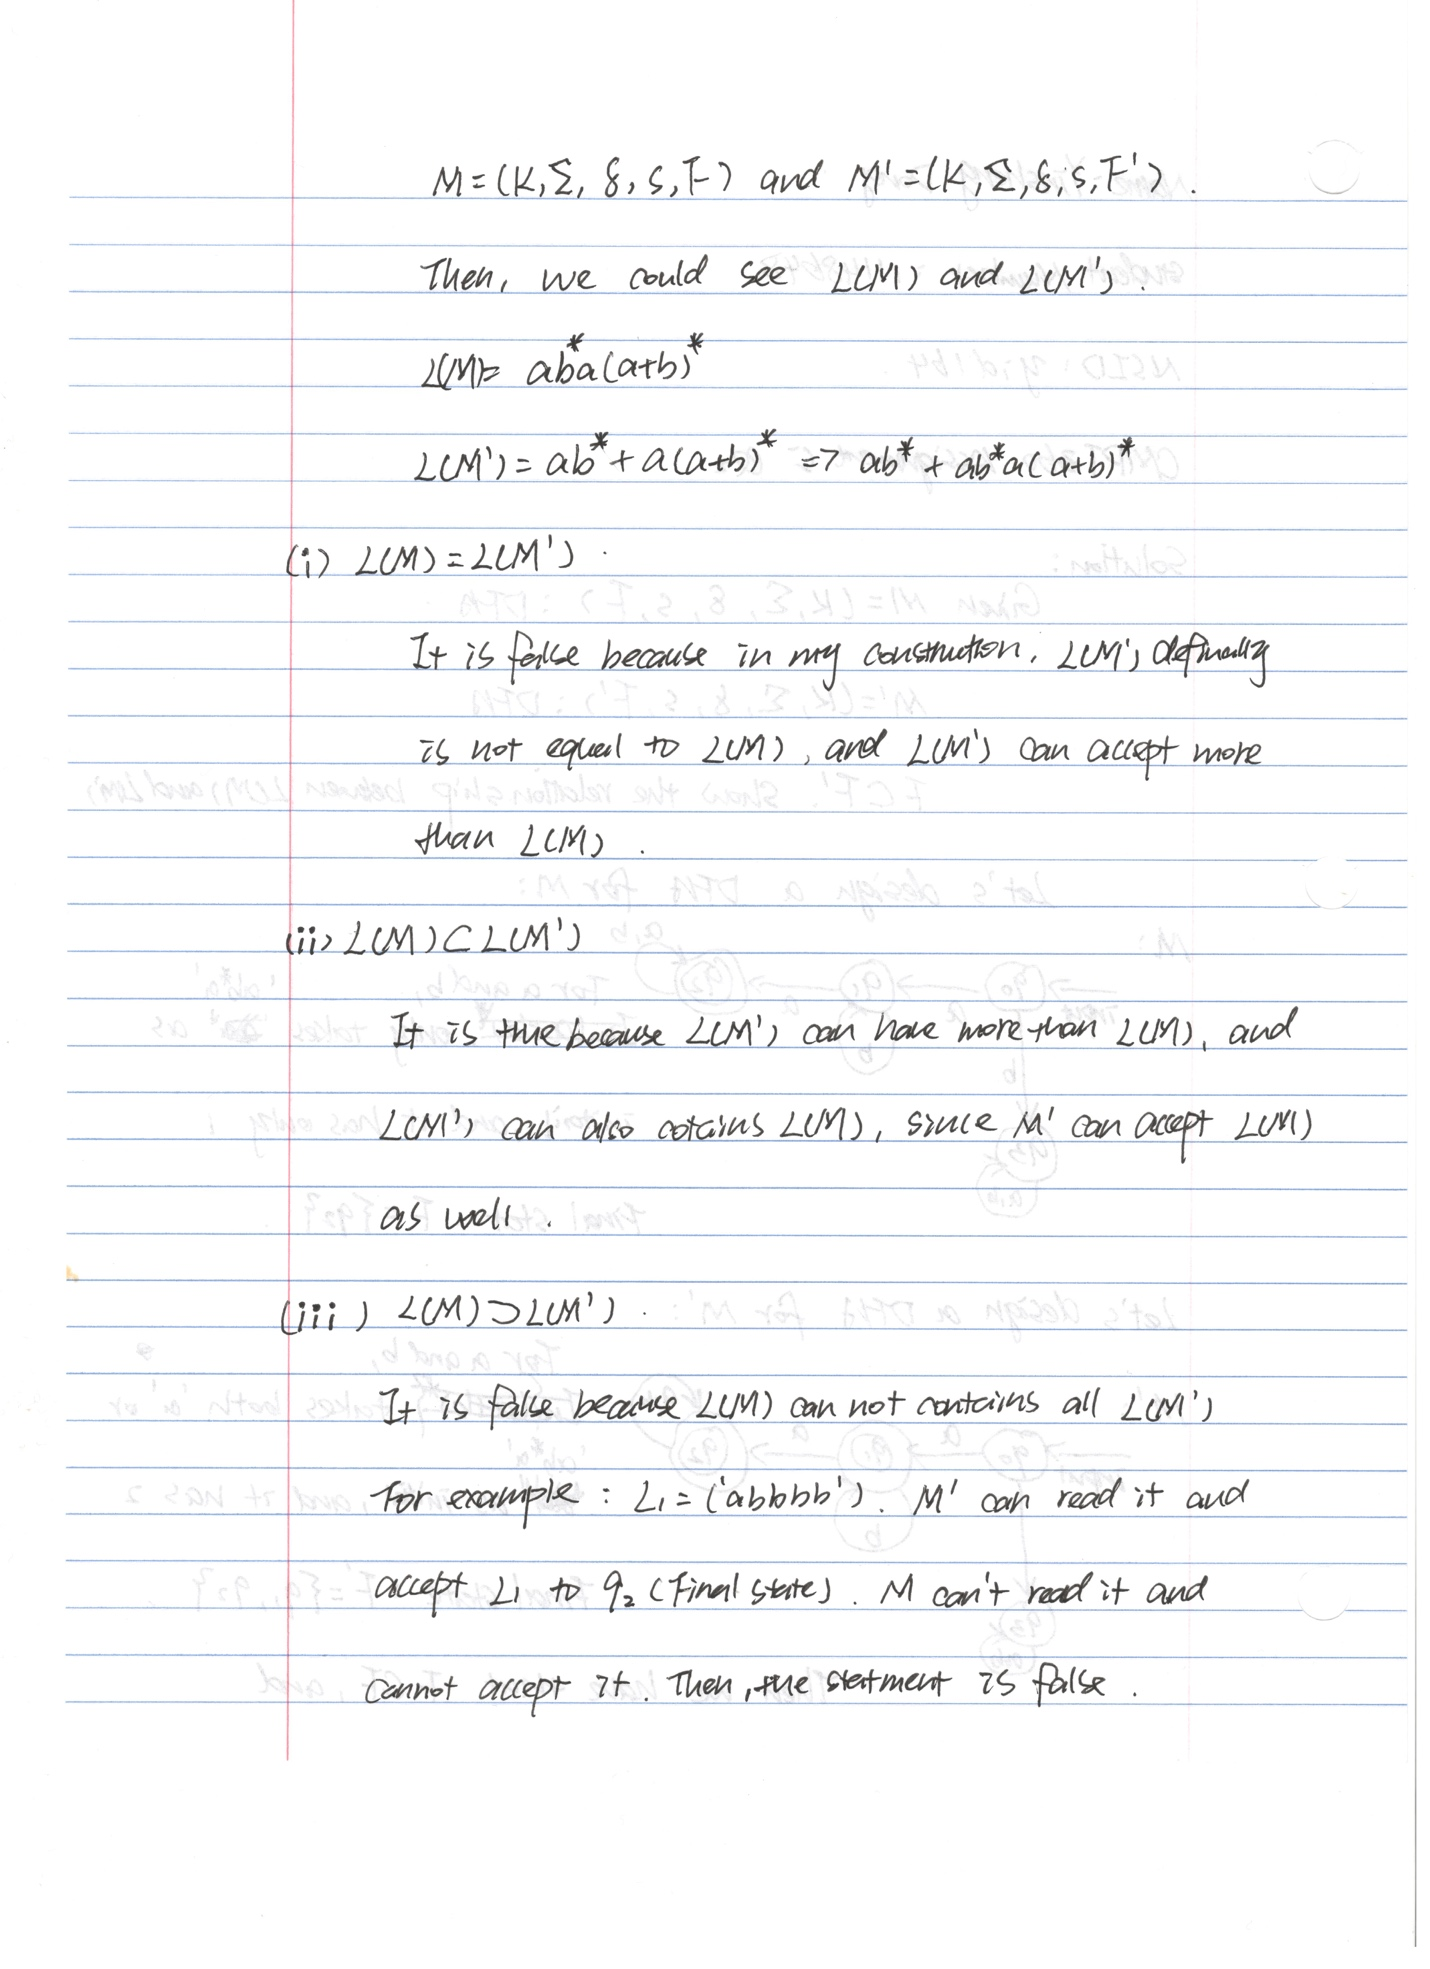 M=(K,Σ,δ,s,F) and M'=(K,Σ,δ,s,F').
Then, we could see L(M) and L(M').
L(M)= ab*a(a+b)*
L(M')=ab*+a(a+b)* => ab*+ab*a(a+b)*
(i) L(M)=L(M').
It is false because in my construction, L(M')
is not equal to L(M), and L(M') can accept more
than L(M).
(ii) L(M)⊂L(M')
It is true because L(M') can have more than L(M), and
L(M') can also cotains L(M), since M' can accept L(M)
as well.
(iii) L(M)⊃L(M').
It is false because L(M) can not contains all L(M')
For example: L₁=('abbbb'). M' can read it and
accept L₁ to q₂ (Final state). M can't read it and
cannot accept it. Then, the statment is false.